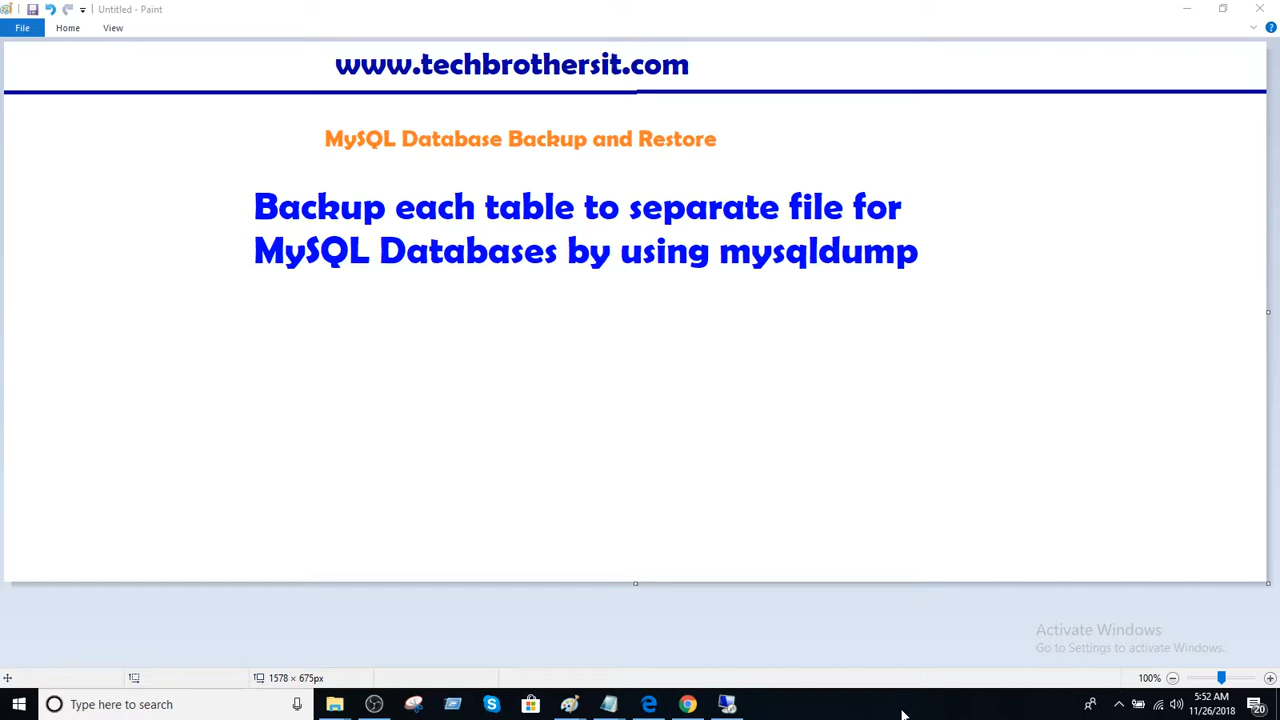 Untitled - Paint
File Home View
www.techbrothersit.com
MySQL Database Backup and Restore
Backup each table to separate file for
MySQL Databases by using mysqldump
Activate Windows
Go to Settings to activate Windows.
1578 × 675px
100%
Type here to search
5:52 AM
11/26/2018
20